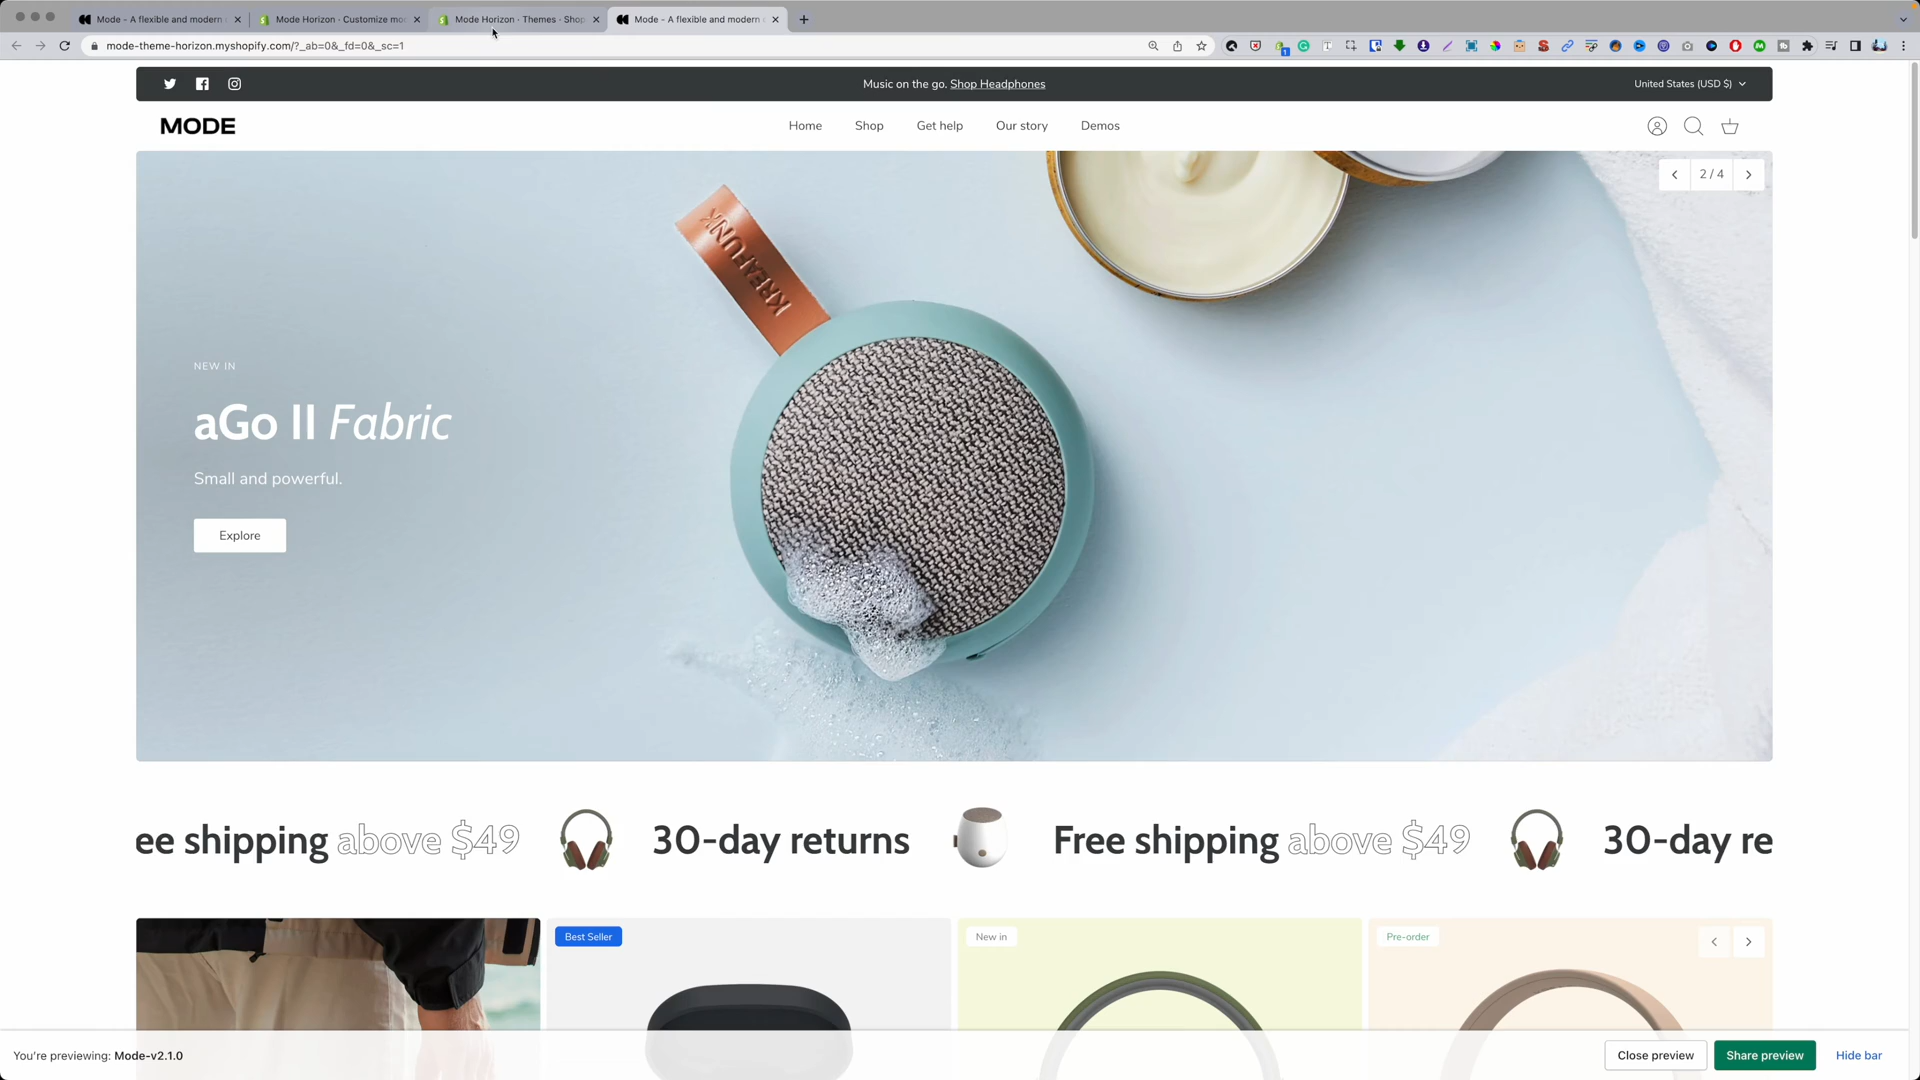 Mode - A flexible and modern
Mode Horizon · Customize mo
Mode Horizon · Themes · Shop
Mode - A flexible and modern
mode-theme-horizon.myshopify.com/?_ab=0&_fd=0&_sc=1
Music on the go. Shop Headphones
United States (USD $)
MODE
Home
Shop
Get help
Our story
Demos
2 / 4
KREAFUNK
NEW IN
aGo II Fabric
Small and powerful.
Explore
ee shipping above $49
30-day returns
Free shipping above $49
30-day re
Best Seller
New in
Pre-order
You're previewing: Mode-v2.1.0
Close preview
Share preview
Hide bar